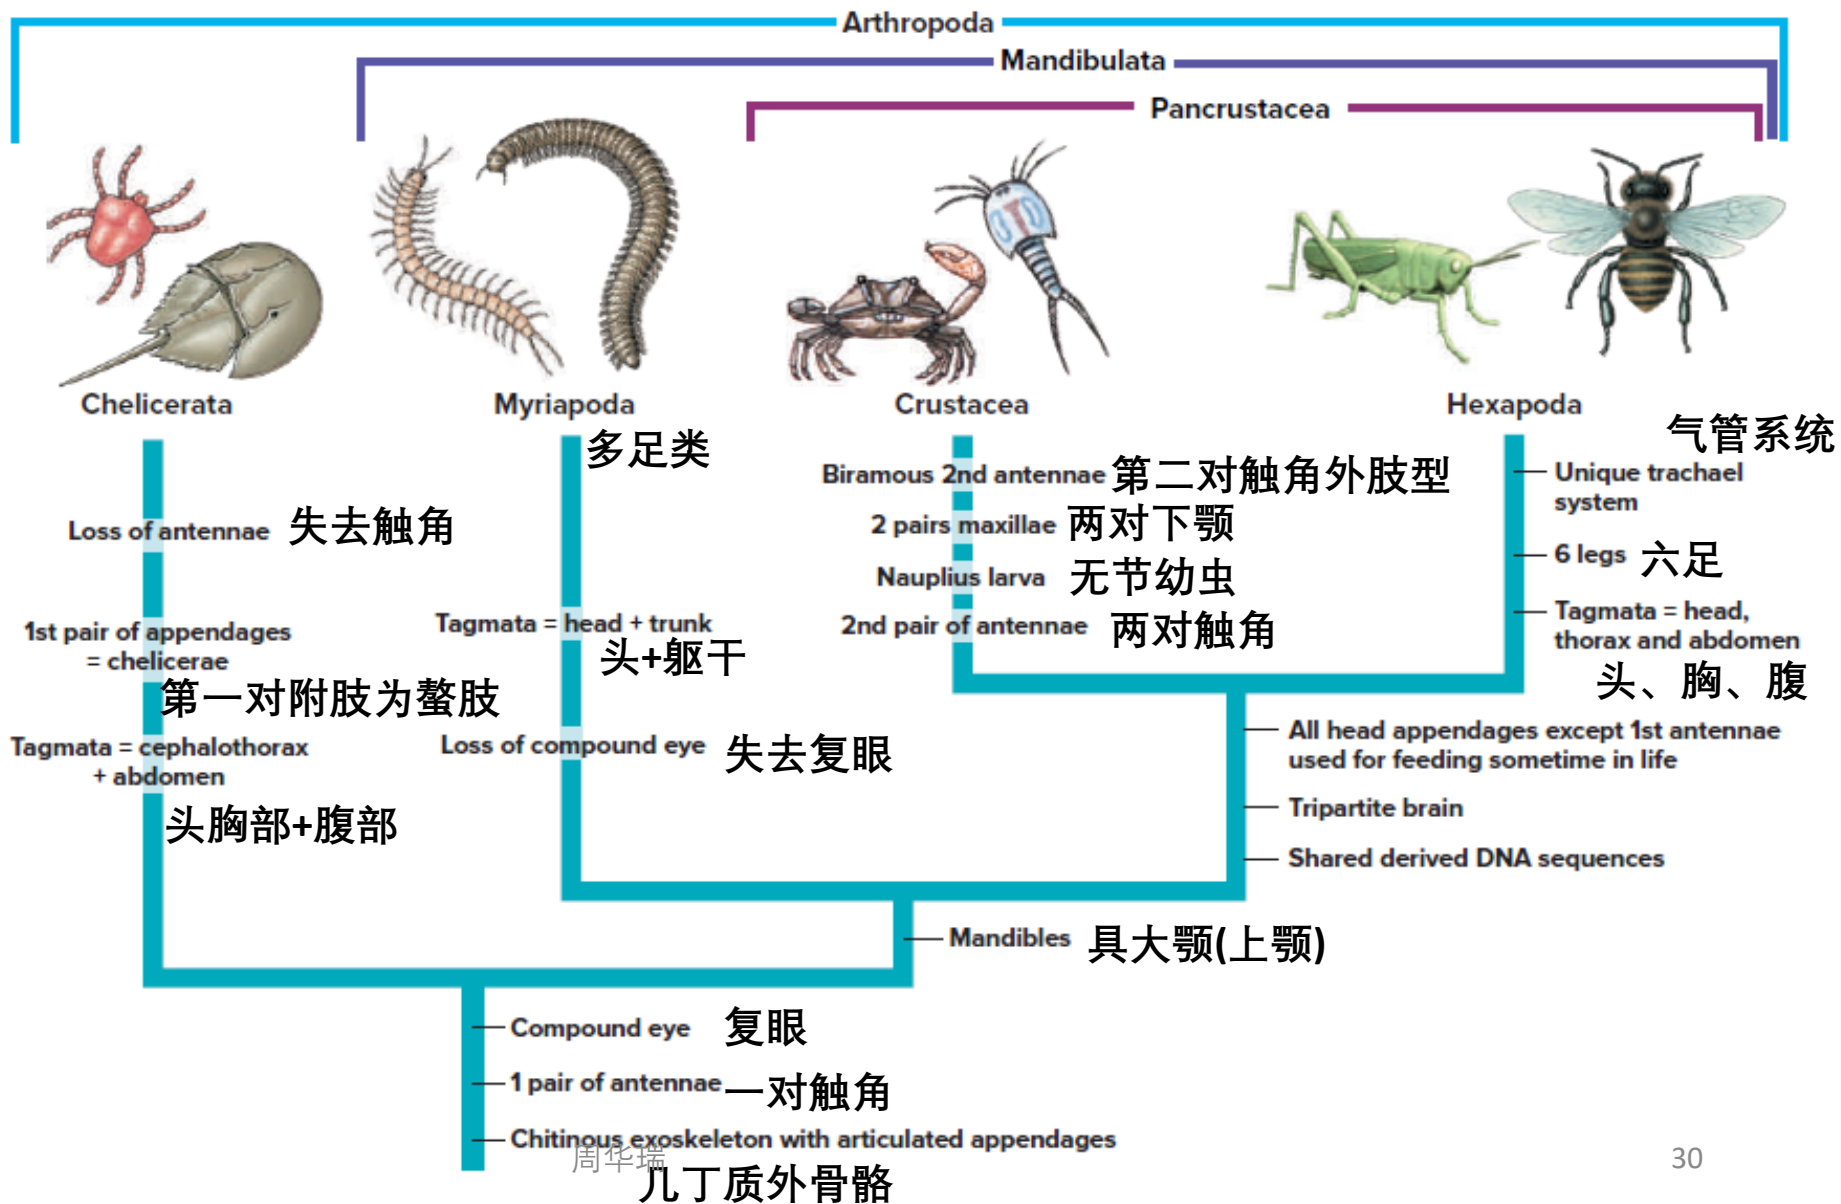 Arthropoda
Mandibulata
Pancrustacea
Chelicerata
Myriapoda
Crustacea
Hexapoda
多足类
气管系统
Loss of antennae 失去触角
1st pair of appendages
= chelicerae
第一对附肢为螯肢
Tagmata = cephalothorax
+ abdomen
头胸部+腹部
Tagmata = head + trunk
头+躯干
Loss of compound eye 失去复眼
Biramous 2nd antennae 第二对触角外肢型
2 pairs maxillae 两对下颚
Nauplius larva 无节幼虫
2nd pair of antennae 两对触角
Unique trachael
system
6 legs 六足
Tagmata = head,
thorax and abdomen
头、胸、腹
All head appendages except 1st antennae
used for feeding sometime in life
Tripartite brain
Shared derived DNA sequences
Mandibles 具大颚(上颚)
Compound eye 复眼
1 pair of antennae 一对触角
Chitinous exoskeleton with articulated appendages
周华瑞
几丁质外骨骼
30